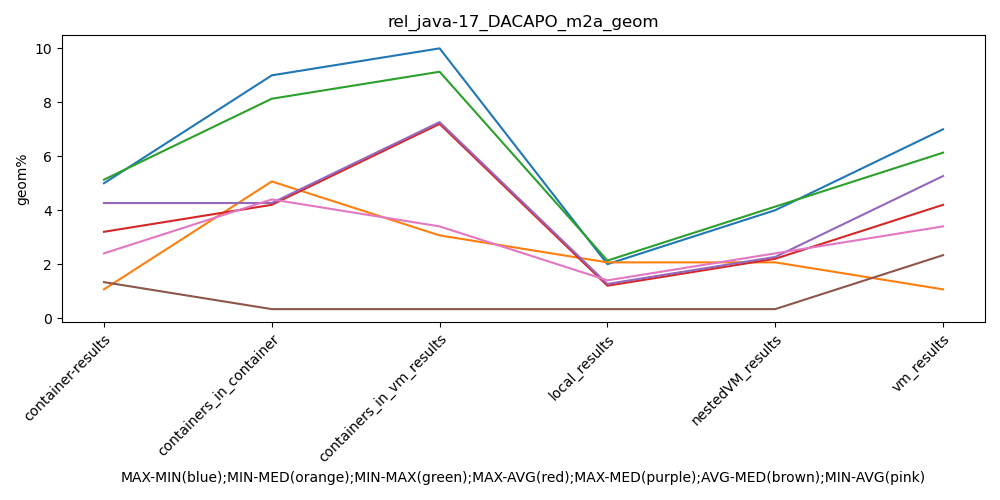 rel_java-17_DACAPO_m2a_geom
geom%
10
8
6
4
2
0
container-results
containers_in_container
containers_in_vm_results
local_results
nestedVM_results
vm_results
MAX-MIN(blue);MIN-MED(orange);MIN-MAX(green);MAX-AVG(red);MAX-MED(purple);AVG-MED(brown);MIN-AVG(pink)